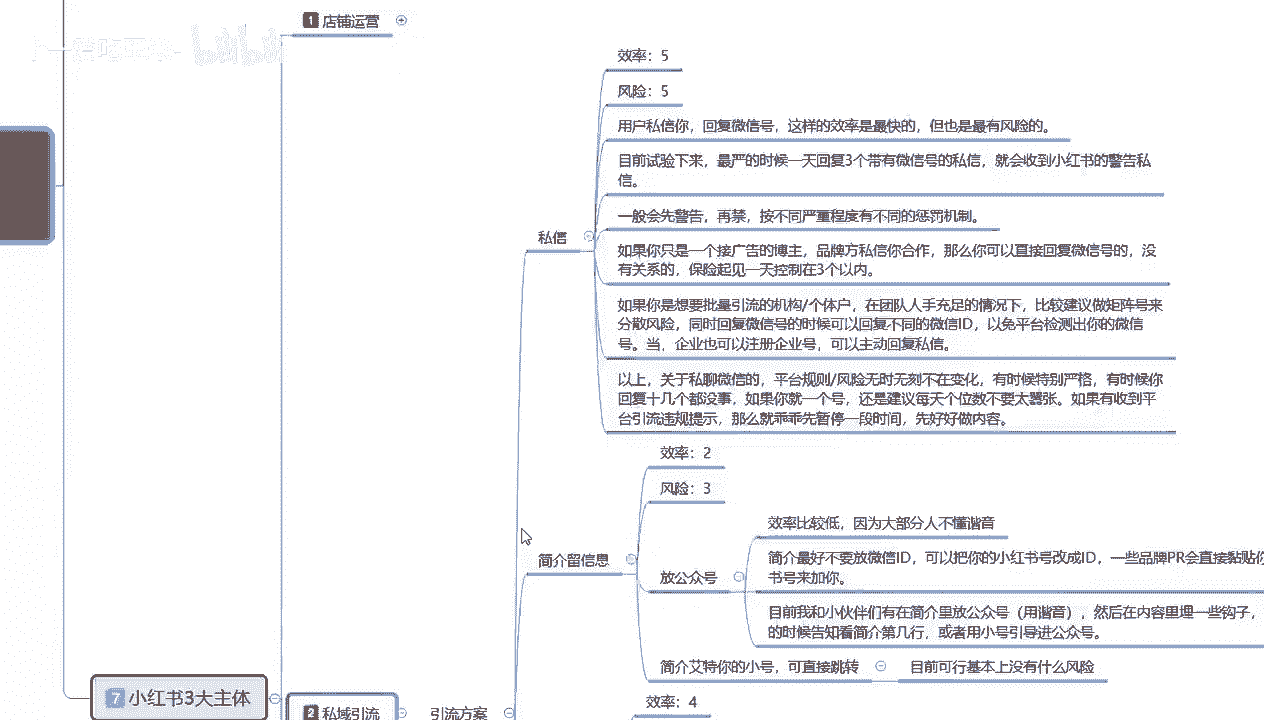 1 店铺运营
效率：5
风险：5
用户私信你，回复微信号，这样的效率是最快的，但也是最有风险的。
目前试验下来，最严的时候一天回复3个带有微信号的私信，就会收到小红书的警告私
信。
一般会先警告，再禁，按不同严重程度有不同的惩罚机制。
私信
如果你只是一个接广告的博主，品牌方私信你合作，那么你可以直接回复微信号的，没
有关系的，保险起见一天控制在3个以内。
如果你是想要批量引流的机构/个体户，在团队人手充足的情况下，比较建议做矩阵号来
分散风险，同时回复微信号的时候可以回复不同的微信ID，以免平台检测出你的微信
号。当，企业也可以注册企业号，可以主动回复私信。
以上，关于私聊微信的，平台规则/风险无时无刻不在变化，有时候特别严格，有时候你
回复十几个都没事，如果你就一个号，还是建议每天个位数不要太嚣张。如果有收到平
台引流违规提示，那么就乖乖先暂停一段时间，先好好做内容。
效率：2
风险：3
简介留信息
放公众号
效率比较低，因为大部分人不懂谐音
简介最好不要放微信ID，可以把你的小红书号改成ID，一些品牌PR会直接黏贴你
书号来加你。
目前我和小伙伴们有在简介里放公众号（用谐音），然后在内容里埋一些钩子，
的时候告知看简介第几行，或者用小号引导进公众号。
简介艾特你的小号，可直接跳转
目前可行基本上没有什么风险
7 小红书3大主体
2 私域引流
引流方案
效率：4
bilibili